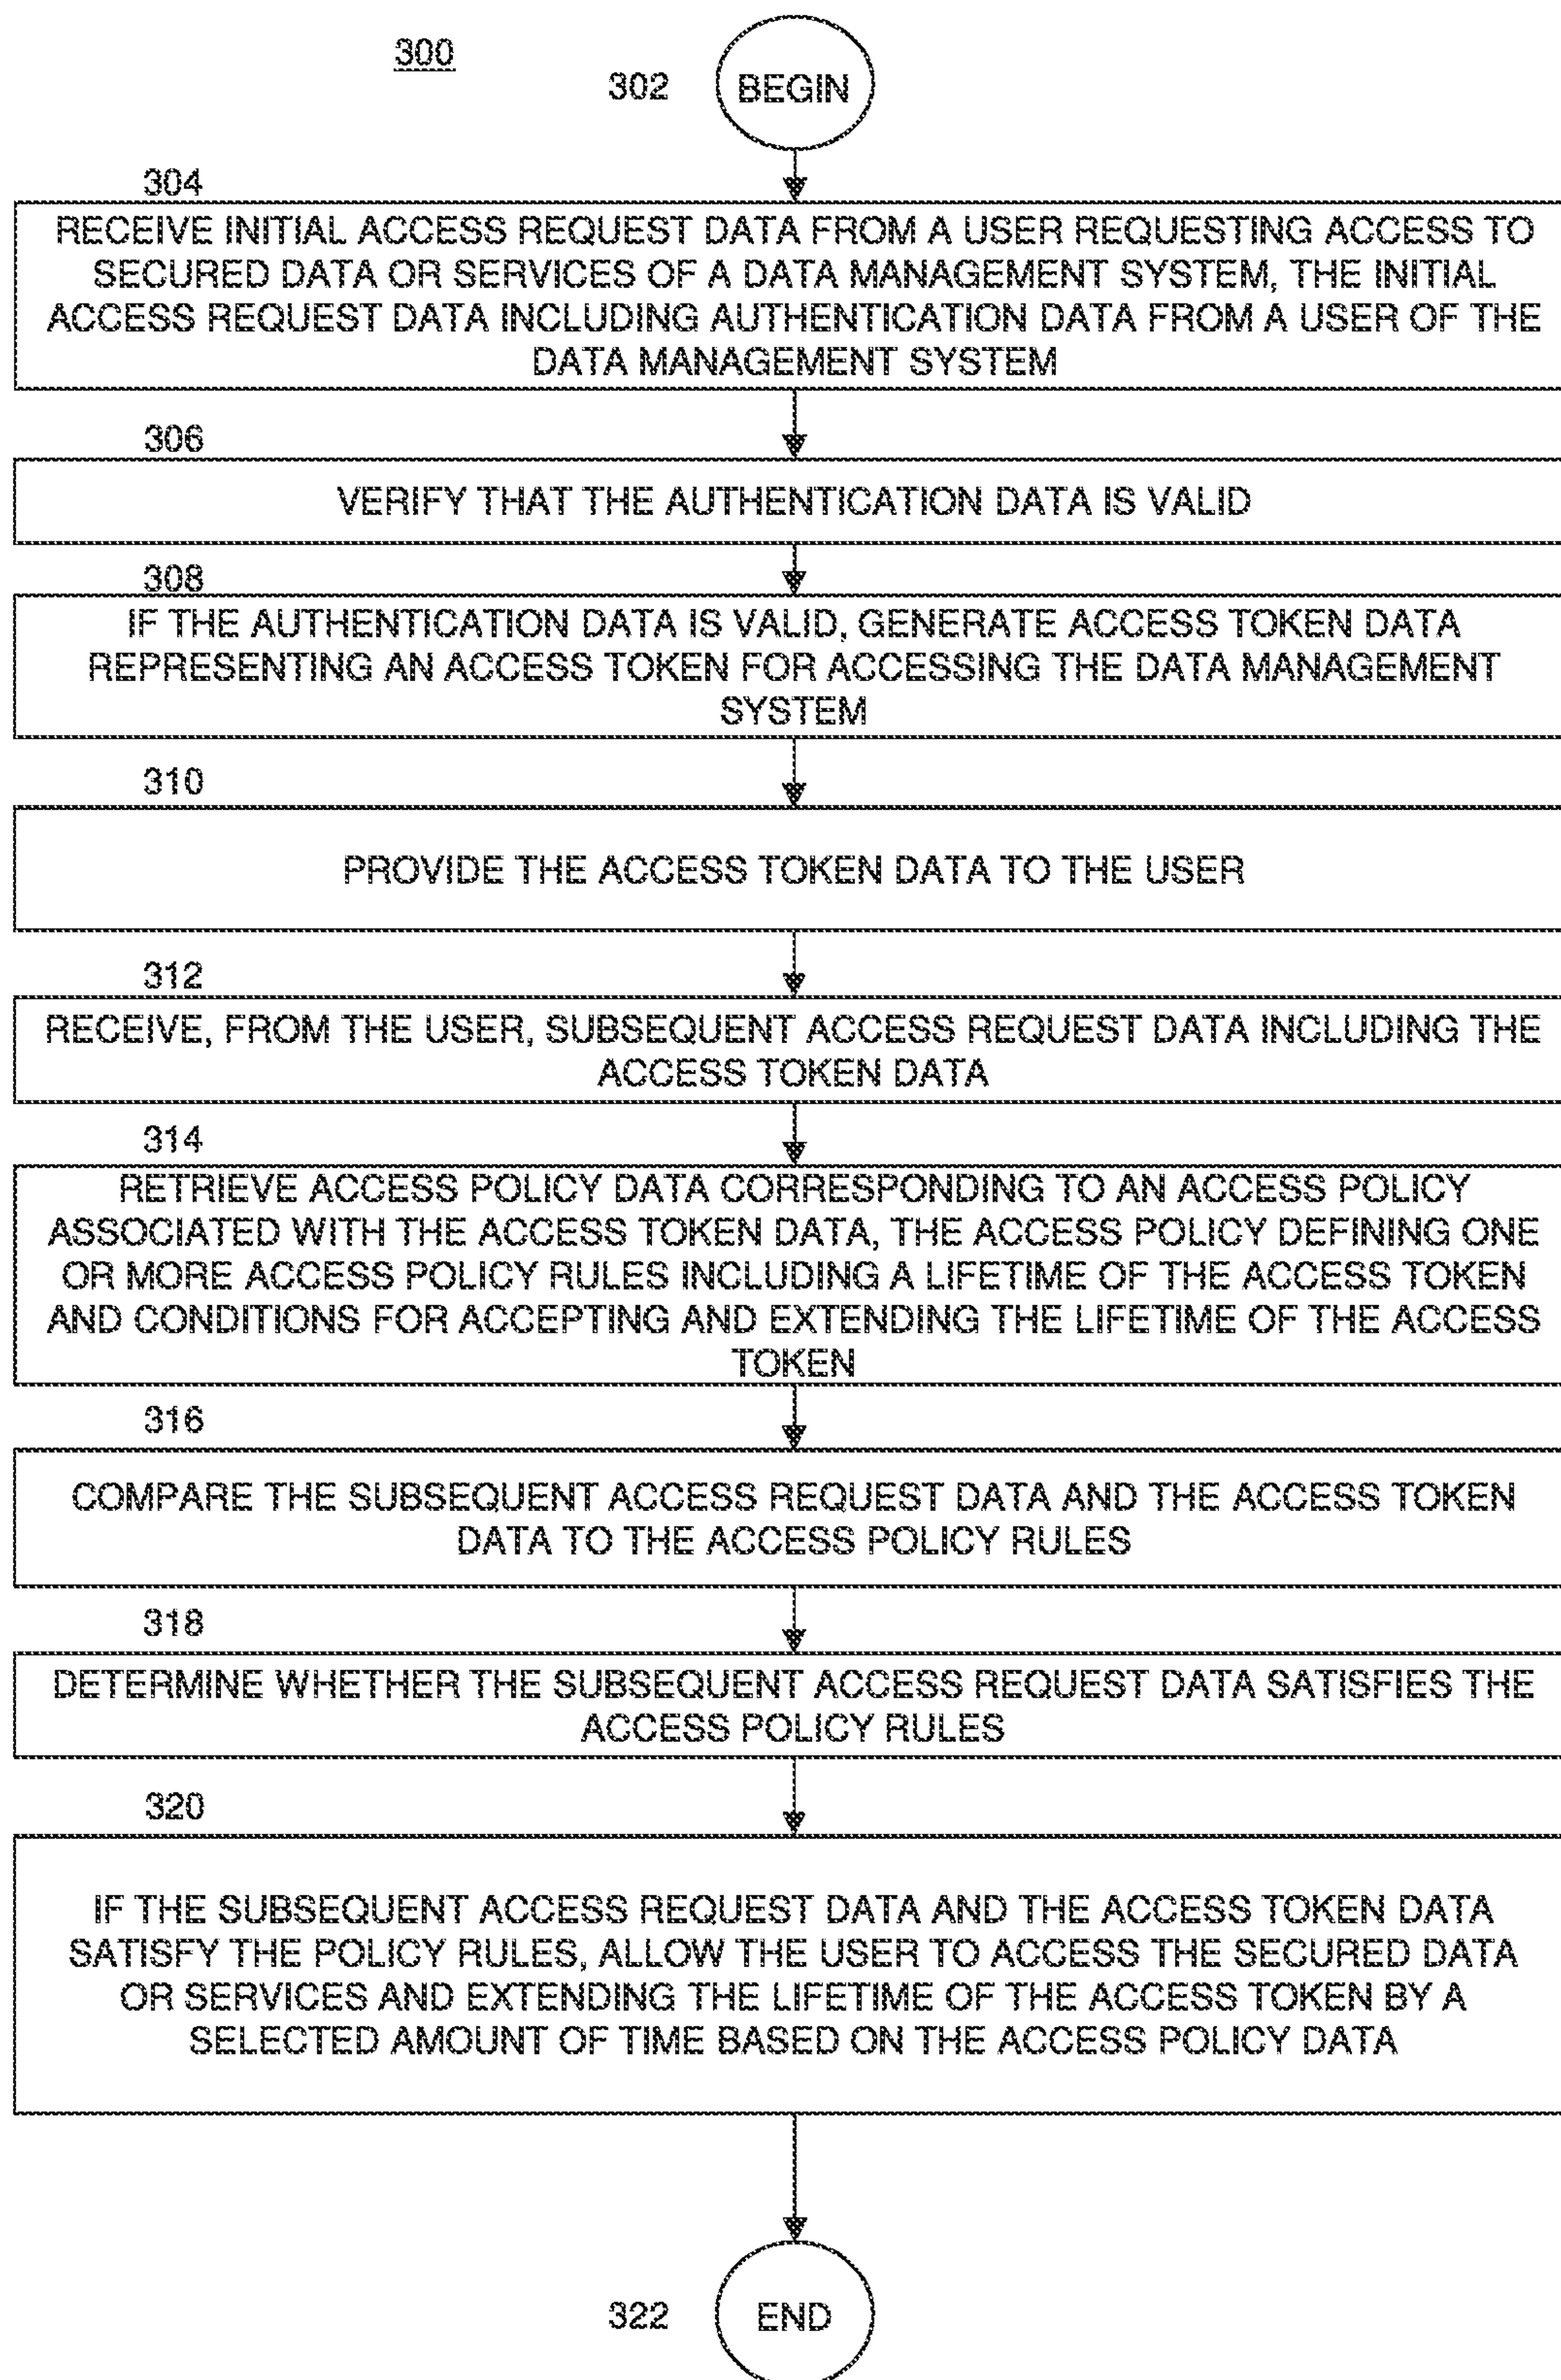 300
302
BEGIN
304
RECEIVE INITIAL ACCESS REQUEST DATA FROM A USER REQUESTING ACCESS TO
SECURED DATA OR SERVICES OF A DATA MANAGEMENT SYSTEM, THE INITIAL
ACCESS REQUEST DATA INCLUDING AUTHENTICATION DATA FROM A USER OF THE
DATA MANAGEMENT SYSTEM
306
VERIFY THAT THE AUTHENTICATION DATA IS VALID
308
IF THE AUTHENTICATION DATA IS VALID, GENERATE ACCESS TOKEN DATA
REPRESENTING AN ACCESS TOKEN FOR ACCESSING THE DATA MANAGEMENT
SYSTEM
310
PROVIDE THE ACCESS TOKEN DATA TO THE USER
312
RECEIVE, FROM THE USER, SUBSEQUENT ACCESS REQUEST DATA INCLUDING THE
ACCESS TOKEN DATA
314
RETRIEVE ACCESS POLICY DATA CORRESPONDING TO AN ACCESS POLICY
ASSOCIATED WITH THE ACCESS TOKEN DATA, THE ACCESS POLICY DEFINING ONE
OR MORE ACCESS POLICY RULES INCLUDING A LIFETIME OF THE ACCESS TOKEN
AND CONDITIONS FOR ACCEPTING AND EXTENDING THE LIFETIME OF THE ACCESS
TOKEN
316
COMPARE THE SUBSEQUENT ACCESS REQUEST DATA AND THE ACCESS TOKEN
DATA TO THE ACCESS POLICY RULES
318
DETERMINE WHETHER THE SUBSEQUENT ACCESS REQUEST DATA SATISFIES THE
ACCESS POLICY RULES
320
IF THE SUBSEQUENT ACCESS REQUEST DATA AND THE ACCESS TOKEN DATA
SATISFY THE POLICY RULES, ALLOW THE USER TO ACCESS THE SECURED DATA
OR SERVICES AND EXTENDING THE LIFETIME OF THE ACCESS TOKEN BY A
SELECTED AMOUNT OF TIME BASED ON THE ACCESS POLICY DATA
322
END